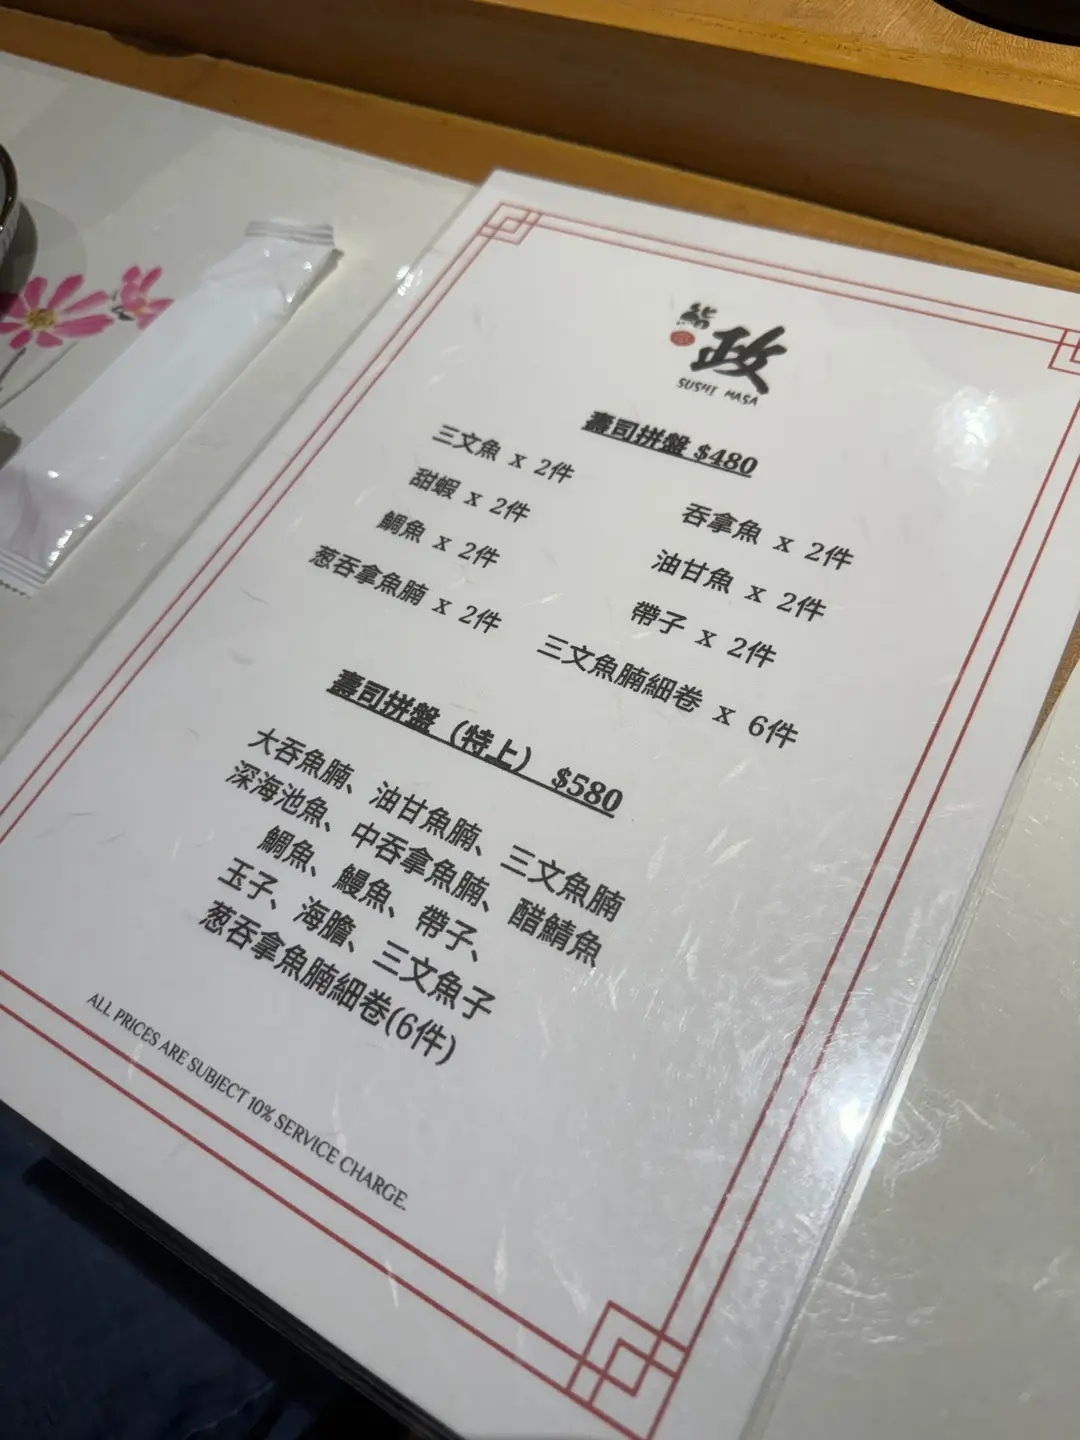 鮨
政
SUSHI MASA
壽司拼盤 $480
三文魚 x 2件
吞拿魚 x 2件
甜蝦 x 2件
油甘魚 x 2件
鯛魚 x 2件
帶子 x 2件
葱吞拿魚腩 x 2件
三文魚腩細卷 x 6件
壽司拼盤（特上） $580
大吞魚腩、油甘魚腩、三文魚腩
深海池魚、中吞拿魚腩、醋鯖魚
鯛魚、鰻魚、帶子、
玉子、海膽、三文魚子
葱吞拿魚腩細卷(6件)
ALL PRICES ARE SUBJECT 10% SERVICE CHARGE.